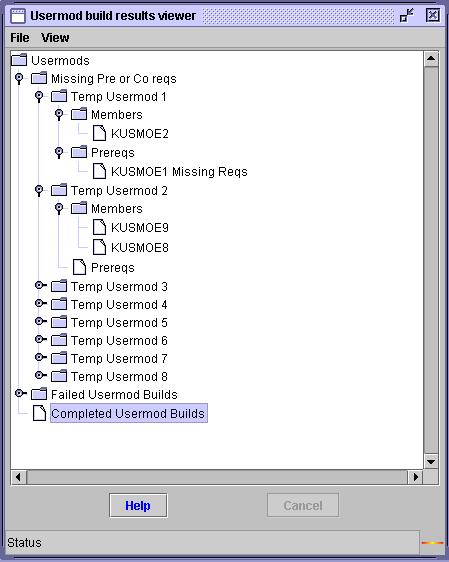 Usermod build results viewer
File View
Usermods
Missing Pre or Co reqs
Temp Usermod 1
Members
KUSMOE2
Prereqs
KUSMOE1 Missing Reqs
Temp Usermod 2
Members
KUSMOE9
KUSMOE8
Prereqs
Temp Usermod 3
Temp Usermod 4
Temp Usermod 5
Temp Usermod 6
Temp Usermod 7
Temp Usermod 8
Failed Usermod Builds
Completed Usermod Builds
Help Cancel
Status